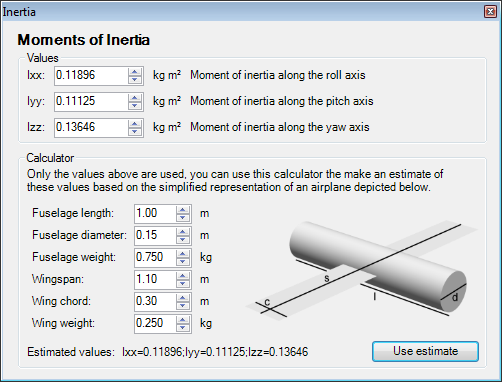 Inertia
Moments of Inertia
Values
Ixx: 0.11896 kg m² Moment of inertia along the roll axis
Iyy: 0.11125 kg m² Moment of inertia along the pitch axis
Izz: 0.13646 kg m² Moment of inertia along the yaw axis
Calculator
Only the values above are used, you can use this calculator the make an estimate of
these values based on the simplified representation of an airplane depicted below.
Fuselage length: 1.00 m
Fuselage diameter: 0.15 m
Fuselage weight: 0.750 kg
Wingspan: 1.10 m
Wing chord: 0.30 m
Wing weight: 0.250 kg
s
l
d
c
Estimated values: Ixx=0.11896;Iyy=0.11125;Izz=0.13646
Use estimate